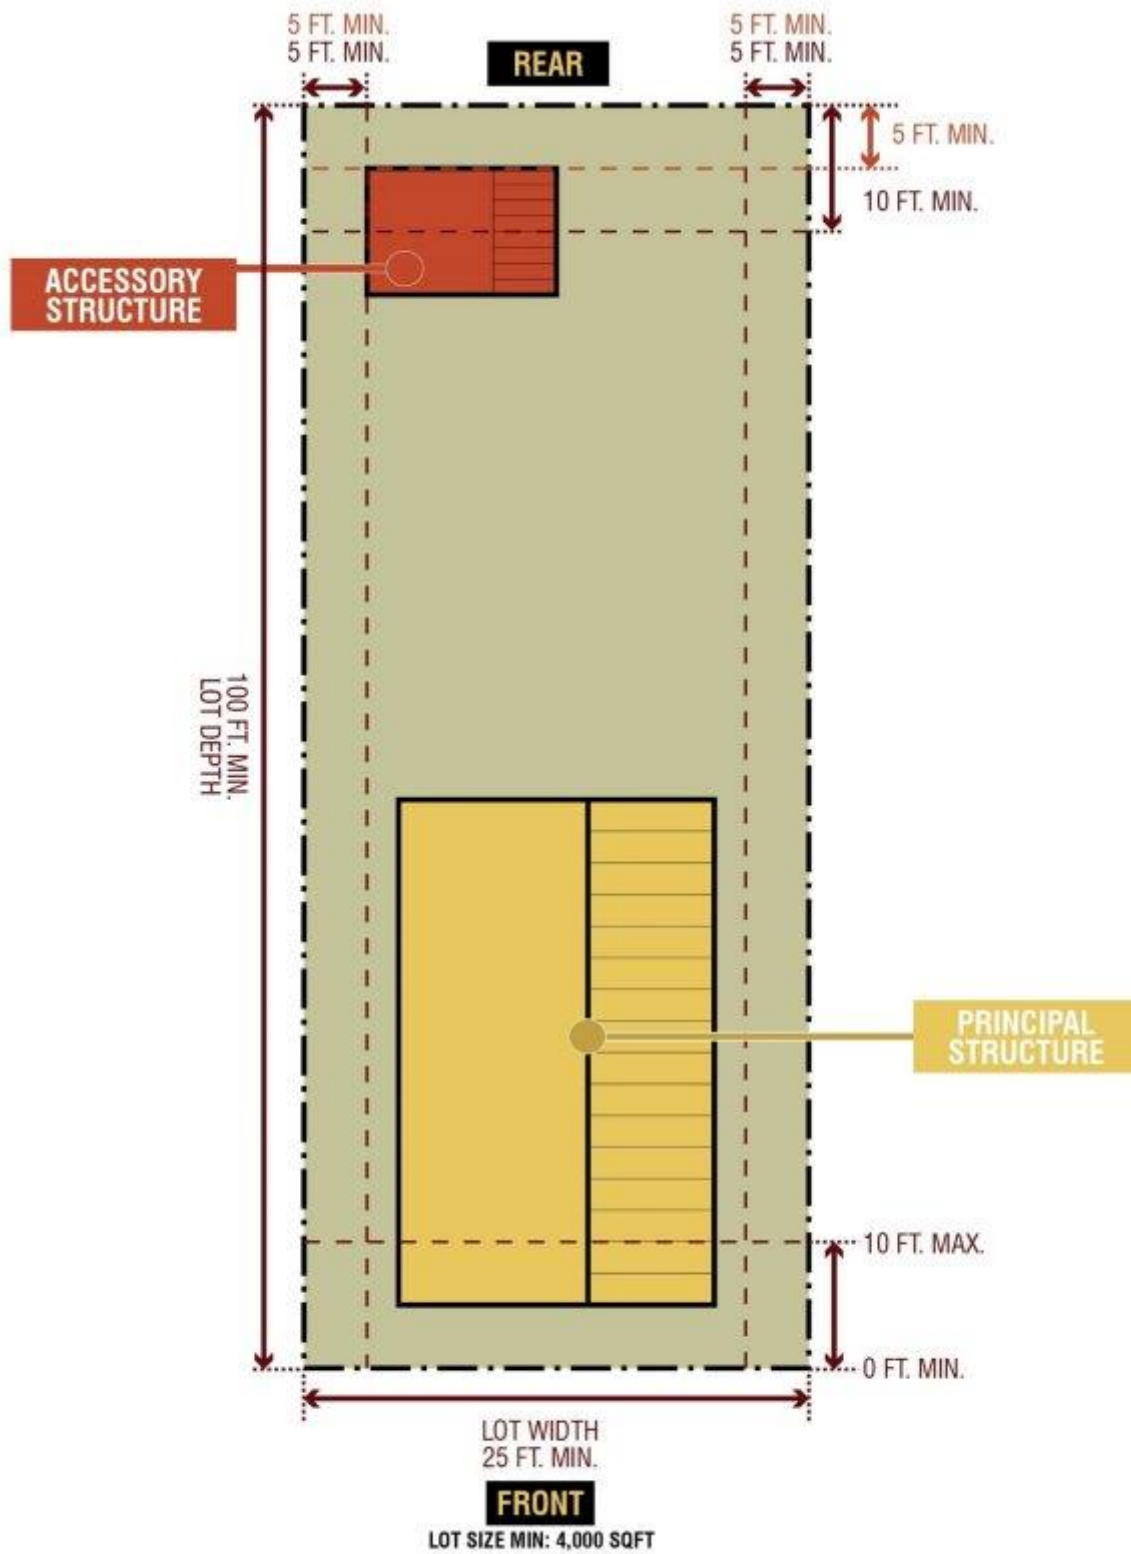 5 FT. MIN.
5 FT. MIN.
REAR
5 FT. MIN.
5 FT. MIN.
5 FT. MIN.
10 FT. MIN.
ACCESSORY
STRUCTURE
100 FT. MIN.
LOT DEPTH
PRINCIPAL
STRUCTURE
10 FT. MAX.
0 FT. MIN.
LOT WIDTH
25 FT. MIN.
FRONT
LOT SIZE MIN: 4,000 SQFT